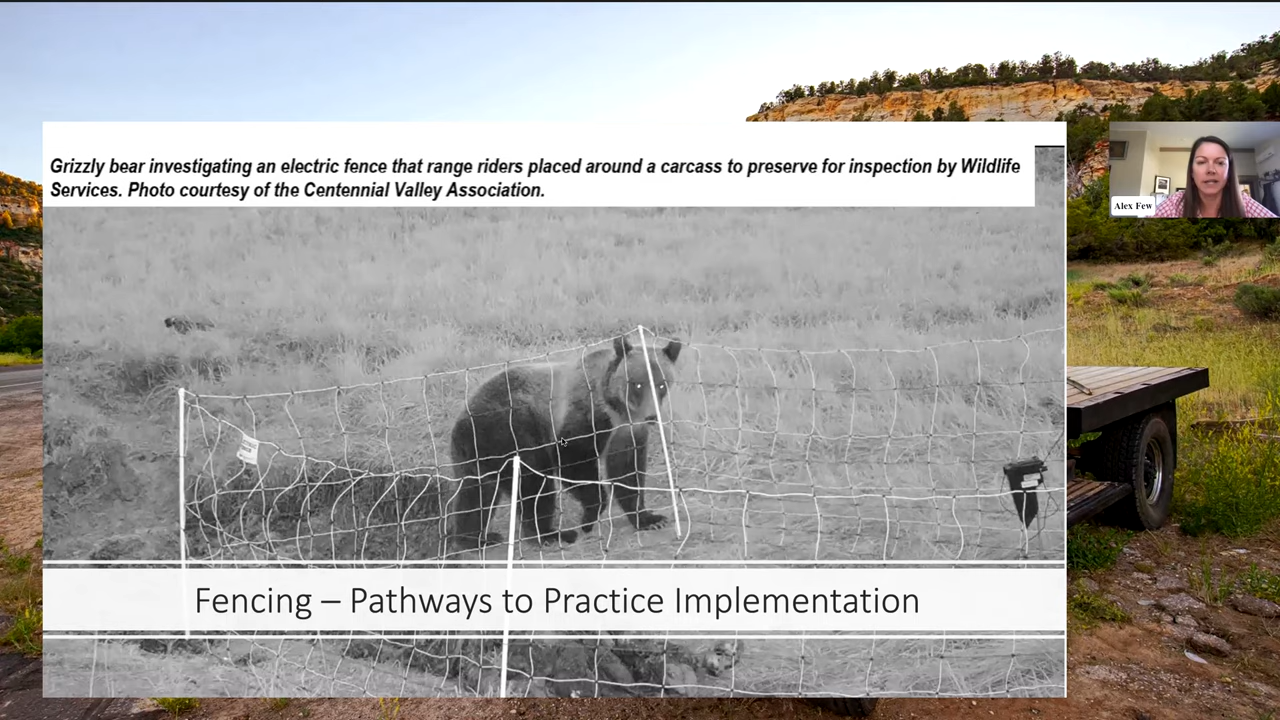 Grizzly bear investigating an electric fence that range riders placed around a carcass to preserve for inspection by Wildlife
Services. Photo courtesy of the Centennial Valley Association.
Alex Few
Fencing – Pathways to Practice Implementation